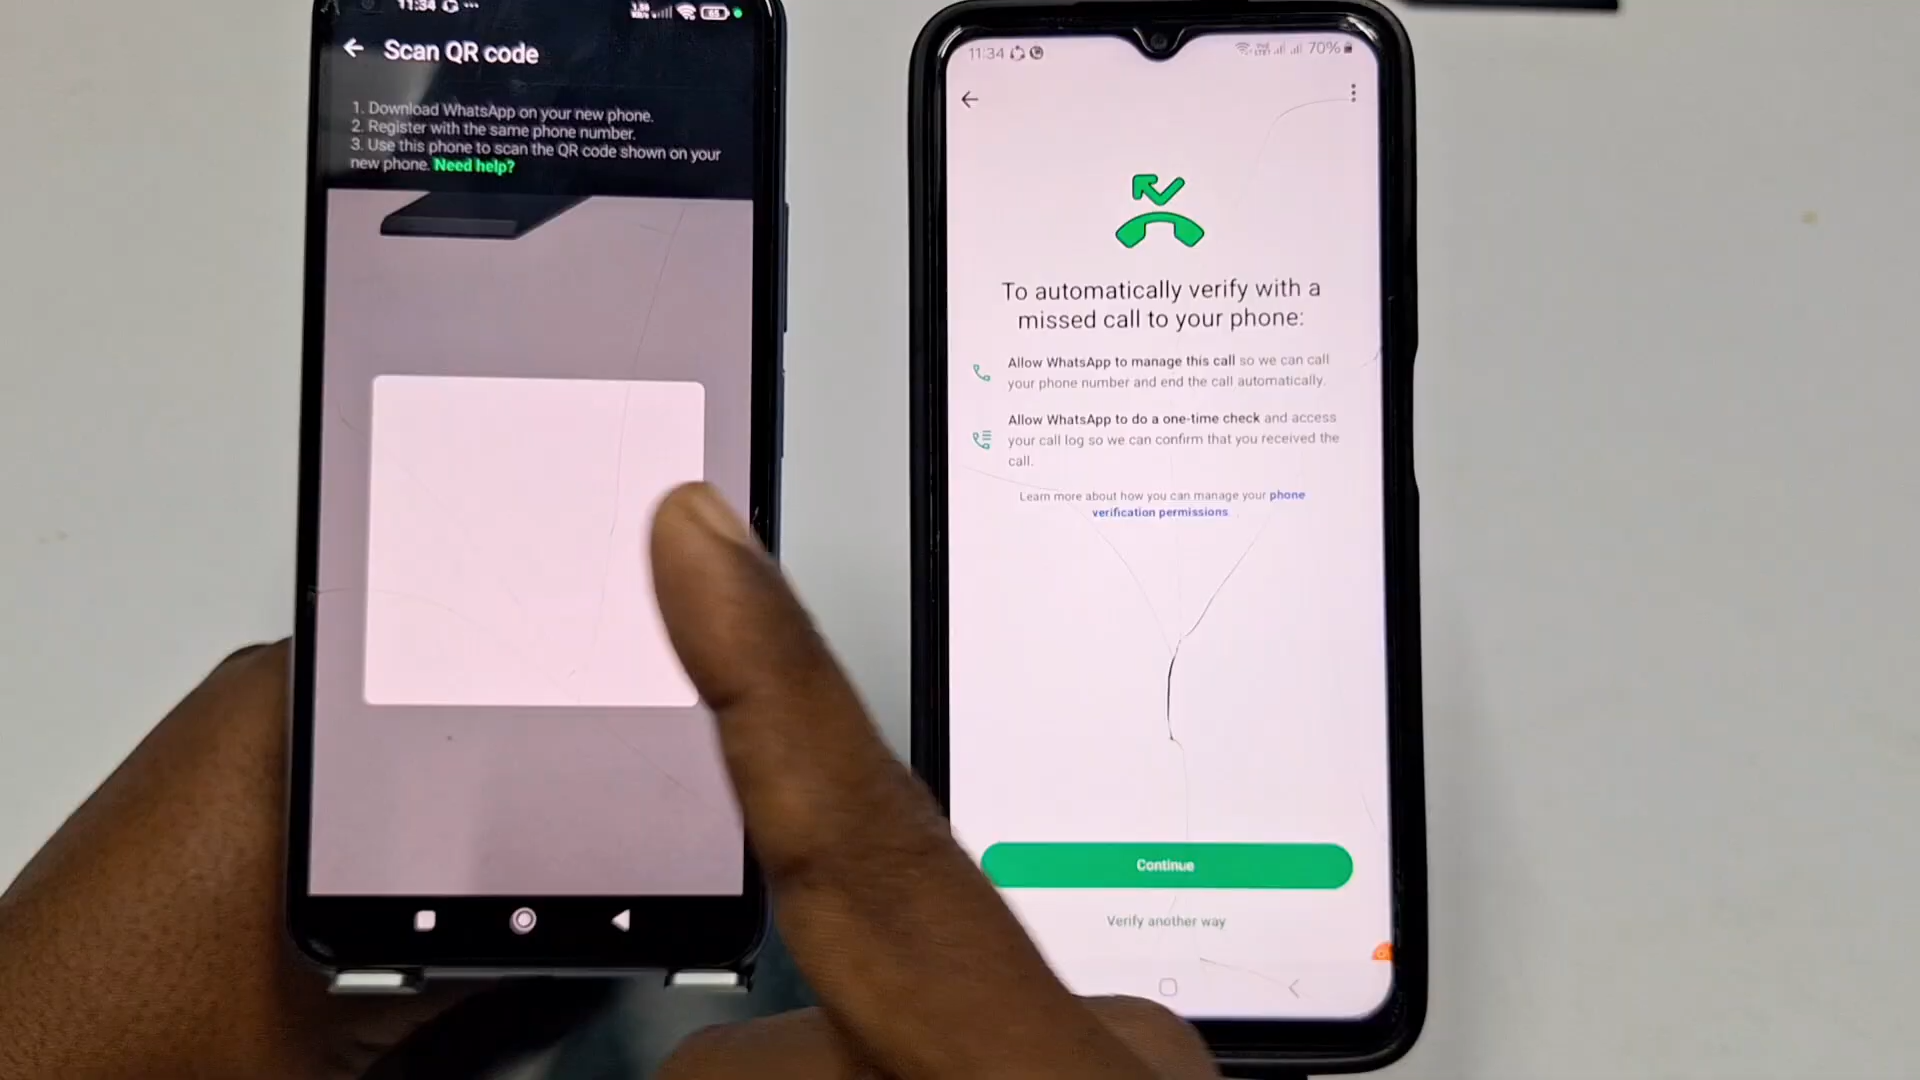 11:34
Scan QR code
1. Download WhatsApp on your new phone.
2. Register with the same phone number.
3. Use this phone to scan the QR code shown on your
new phone. Need help?
11:34
70%
To automatically verify with a
missed call to your phone:
Allow WhatsApp to manage this call so we can call
your phone number and end the call automatically.
Allow WhatsApp to do a one-time check and access
your call log so we can confirm that you received the
call.
Learn more about how you can manage your phone
verification permissions
Continue
Verify another way